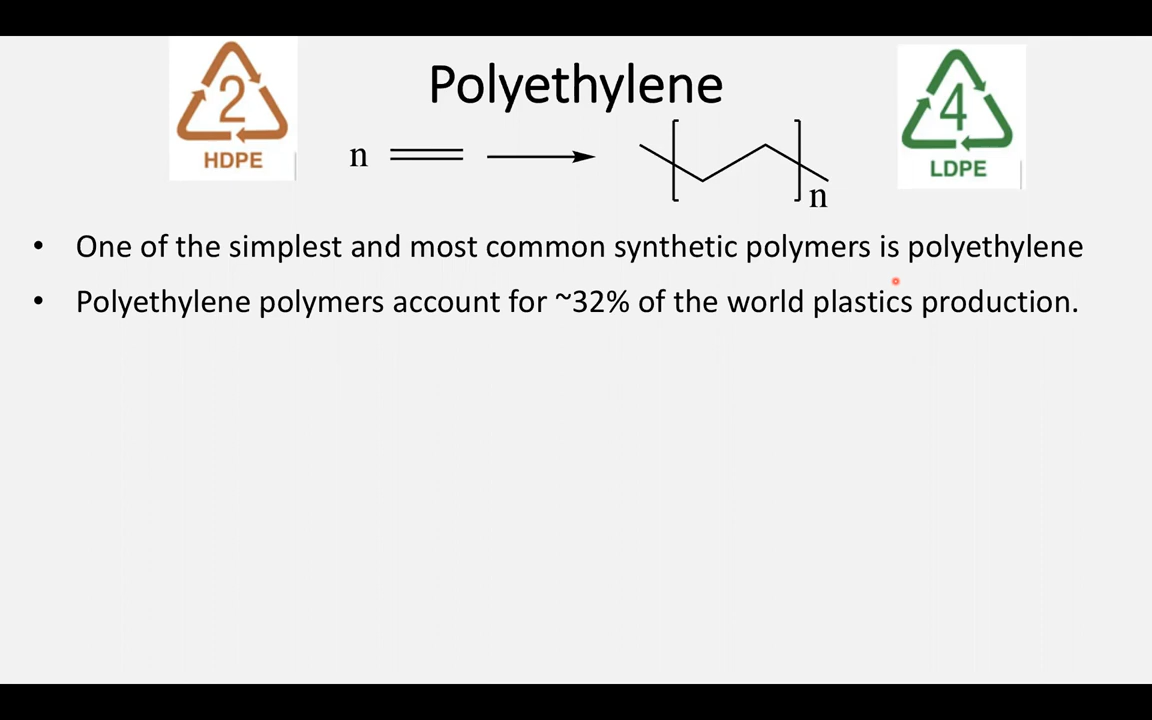 Polyethylene
2
HDPE
4
LDPE
n
n
• One of the simplest and most common synthetic polymers is polyethylene
• Polyethylene polymers account for ~32% of the world plastics production.